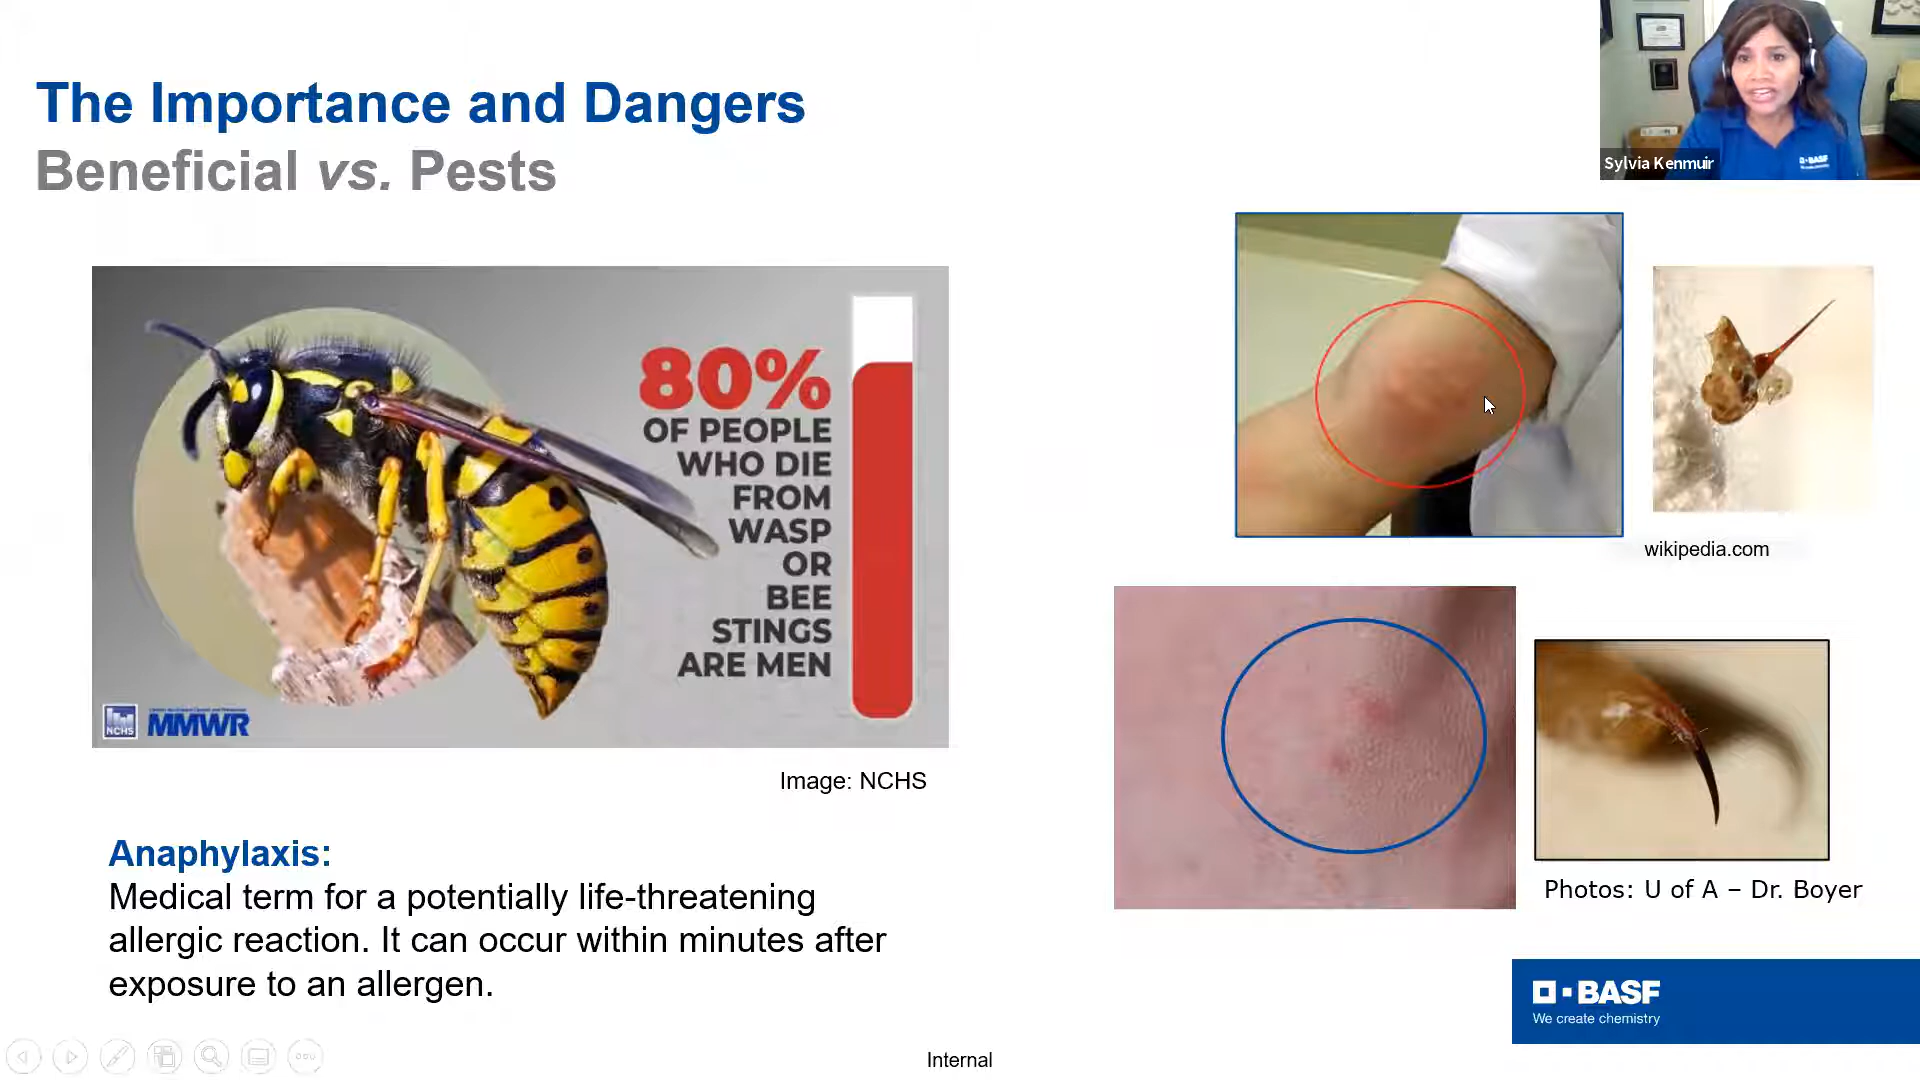 The Importance and Dangers
Beneficial vs. Pests
Sylvia Kenmuir
BASF
80%
OF PEOPLE
WHO DIE
FROM
WASP
OR
BEE
STINGS
ARE MEN
NCHS
MMWR
Image: NCHS
wikipedia.com
Photos: U of A – Dr. Boyer
Anaphylaxis:
Medical term for a potentially life-threatening
allergic reaction. It can occur within minutes after
exposure to an allergen.
BASF
We create chemistry
Internal